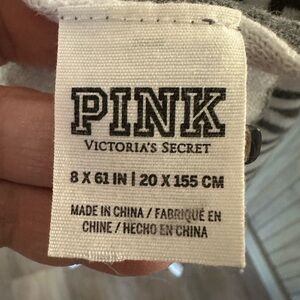 PINK
VICTORIA'S SECRET
8 X 61 IN | 20 X 155 CM
MADE IN CHINA / FABRIQUÉ EN
CHINE / HECHO EN CHINA